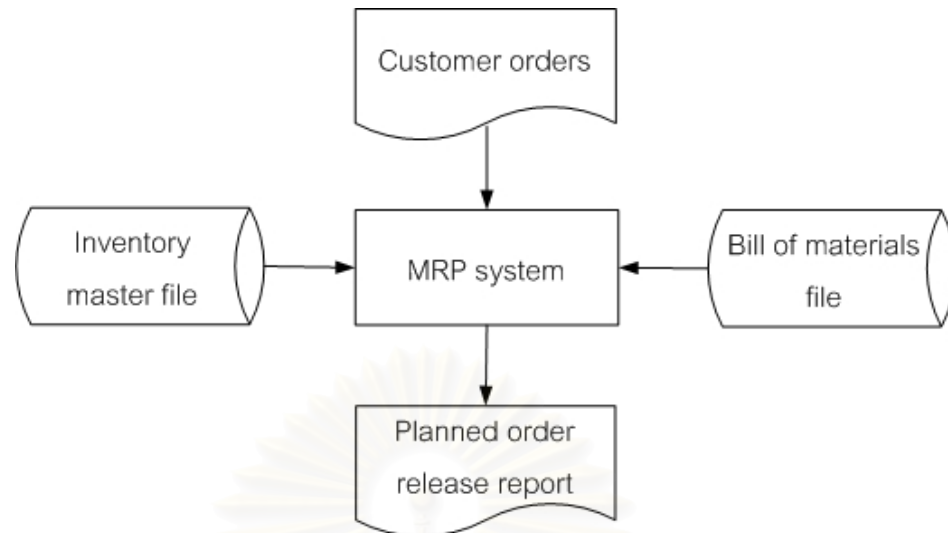 Customer orders
Inventory
master file
MRP system
Bill of materials
file
Planned order
release report